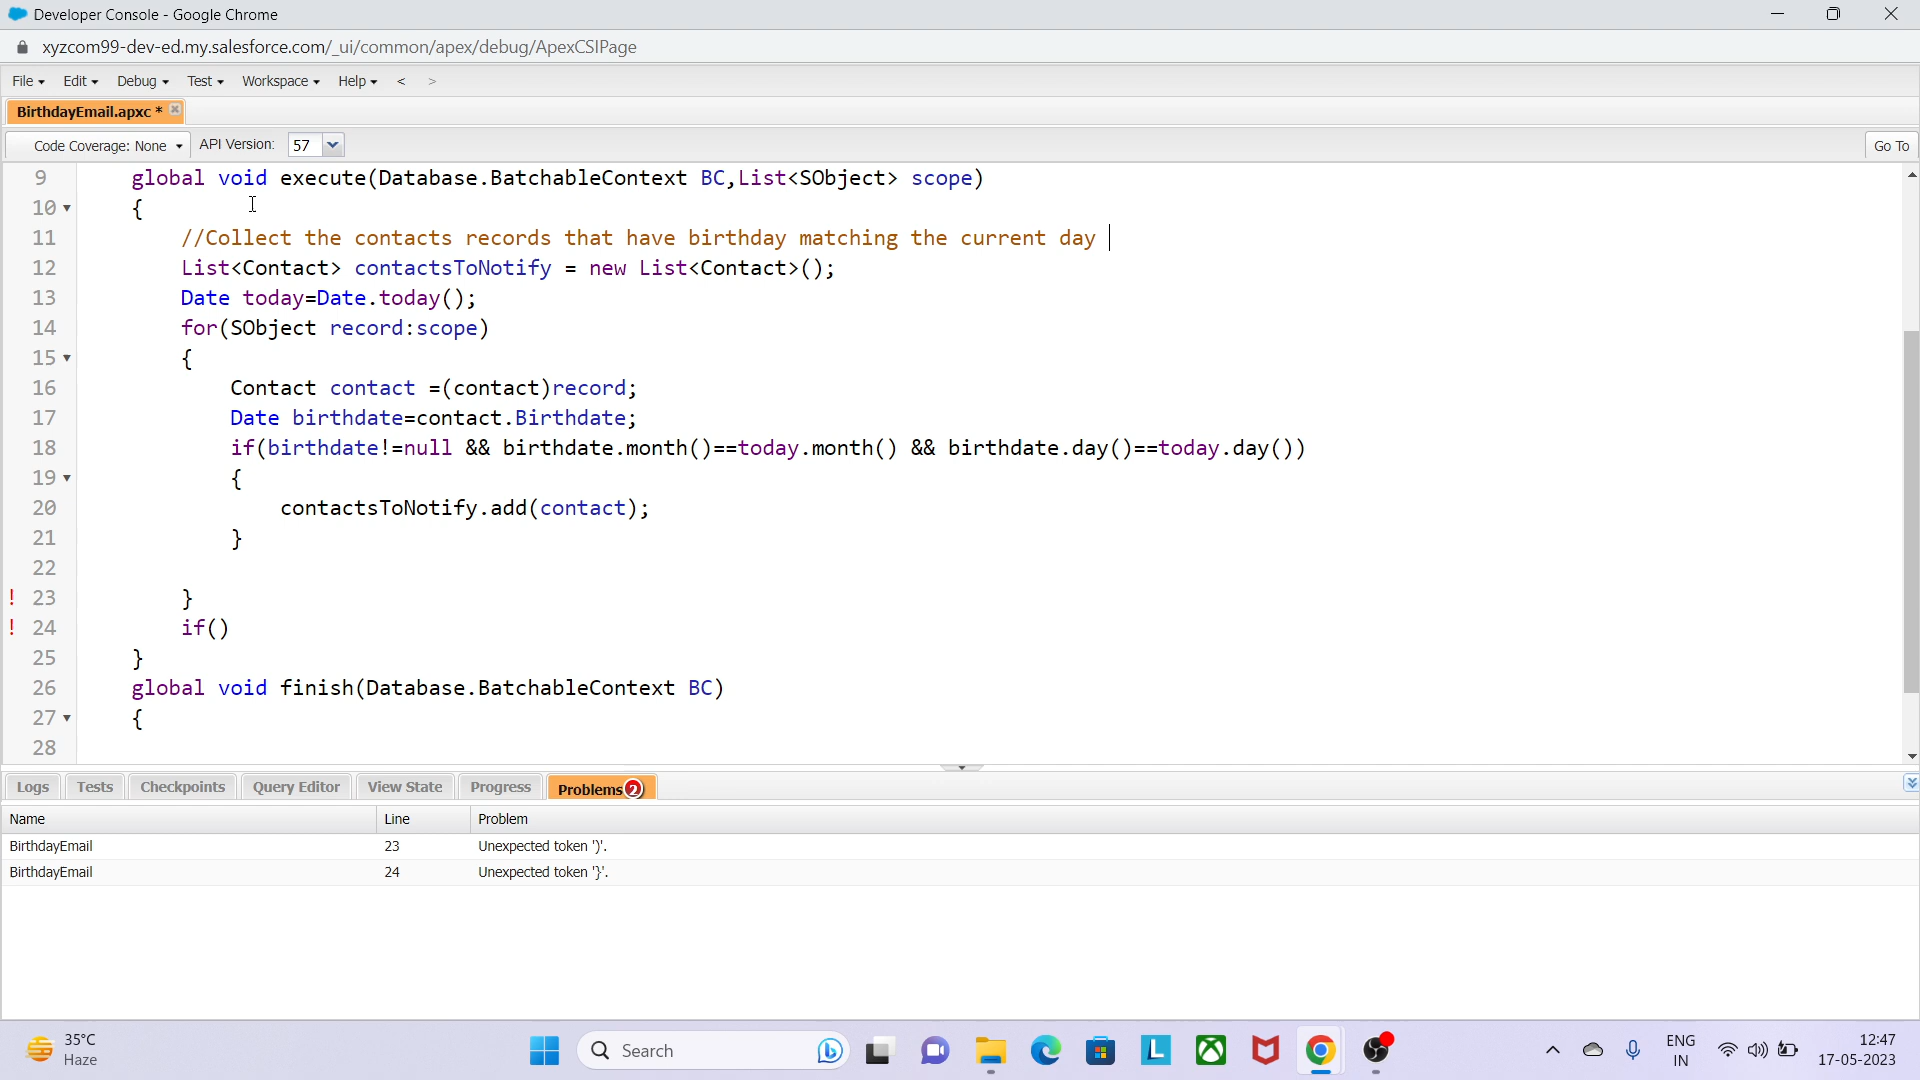 Developer Console - Google Chrome
xyzcom99-dev-ed.my.salesforce.com/_ui/common/apex/debug/ApexCSIPage
File Edit Debug Test Workspace Help < >
BirthdayEmail.apxc *
Code Coverage: None API Version: 57 Go To
9 global void execute(Database.BatchableContext BC,List<SObject> scope)
10 {
11 //Collect the contacts records that have birthday matching the current day
12 List<Contact> contactsToNotify = new List<Contact>();
13 Date today=Date.today();
14 for(SObject record:scope)
15 {
16 Contact contact =(contact)record;
17 Date birthdate=contact.Birthdate;
18 if(birthdate!=null && birthdate.month()==today.month() && birthdate.day()==today.day())
19 {
20 contactsToNotify.add(contact);
21 }
22
! 23 }
! 24 if()
25 }
26 global void finish(Database.BatchableContext BC)
27 {
28
Logs Tests Checkpoints Query Editor View State Progress Problems 2
Name Line Problem
BirthdayEmail 23 Unexpected token ')'.
BirthdayEmail 24 Unexpected token '}'.
35°C
Haze
Search
ENG
IN
12:47
17-05-2023